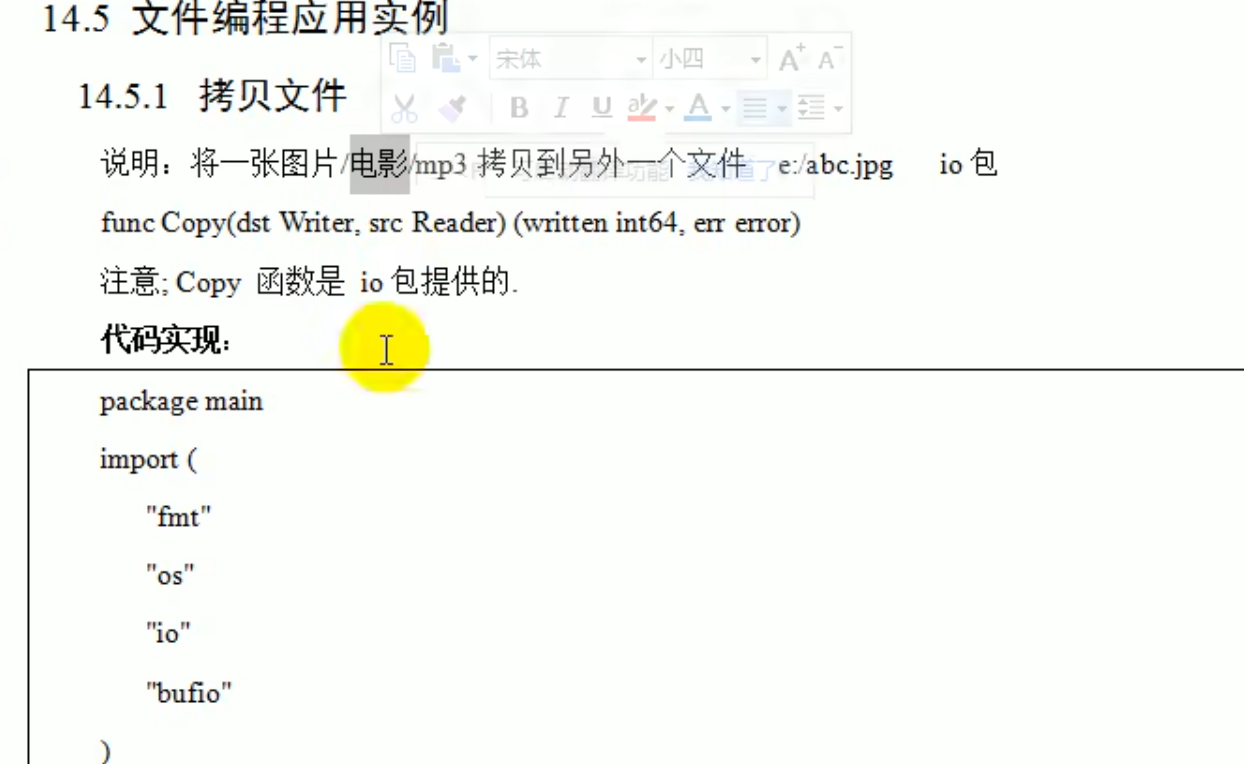 14.5 文件编程应用实例
宋体 小四 A+ A-
B I U ab A
14.5.1 拷贝文件
说明：将一张图片/电影/mp3 拷贝到另外一个文件 e:/abc.jpg io 包
func Copy(dst Writer, src Reader) (written int64, err error)
注意; Copy 函数是 io 包提供的.
代码实现：
package main
import (
"fmt"
"os"
"io"
"bufio"
)